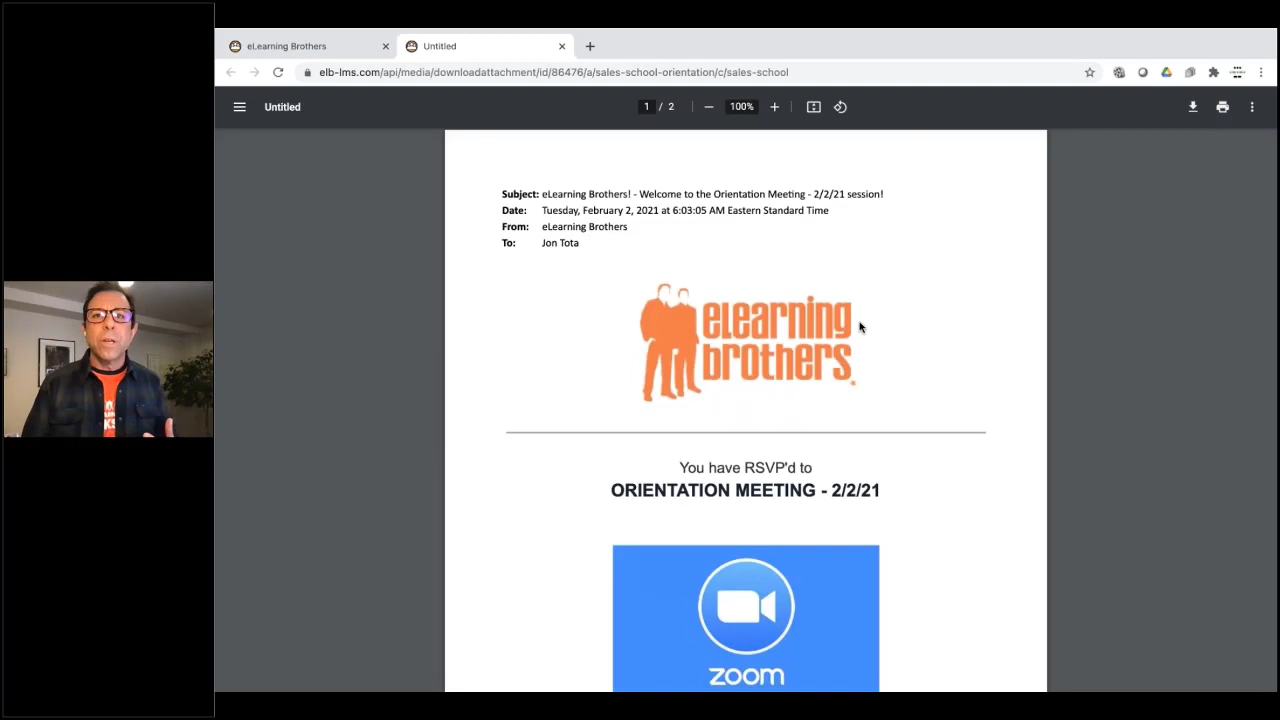 eLearning Brothers
Untitled
elb-lms.com/api/media/downloadattachment/id/86476/a/sales-school-orientation/c/sales-school
Untitled
1 / 2
100%
Subject: eLearning Brothers! - Welcome to the Orientation Meeting - 2/2/21 session!
Date: Tuesday, February 2, 2021 at 6:03:05 AM Eastern Standard Time
From: eLearning Brothers
To: Jon Tota
eLearning
brothers
You have RSVP'd to
ORIENTATION MEETING - 2/2/21
zoom